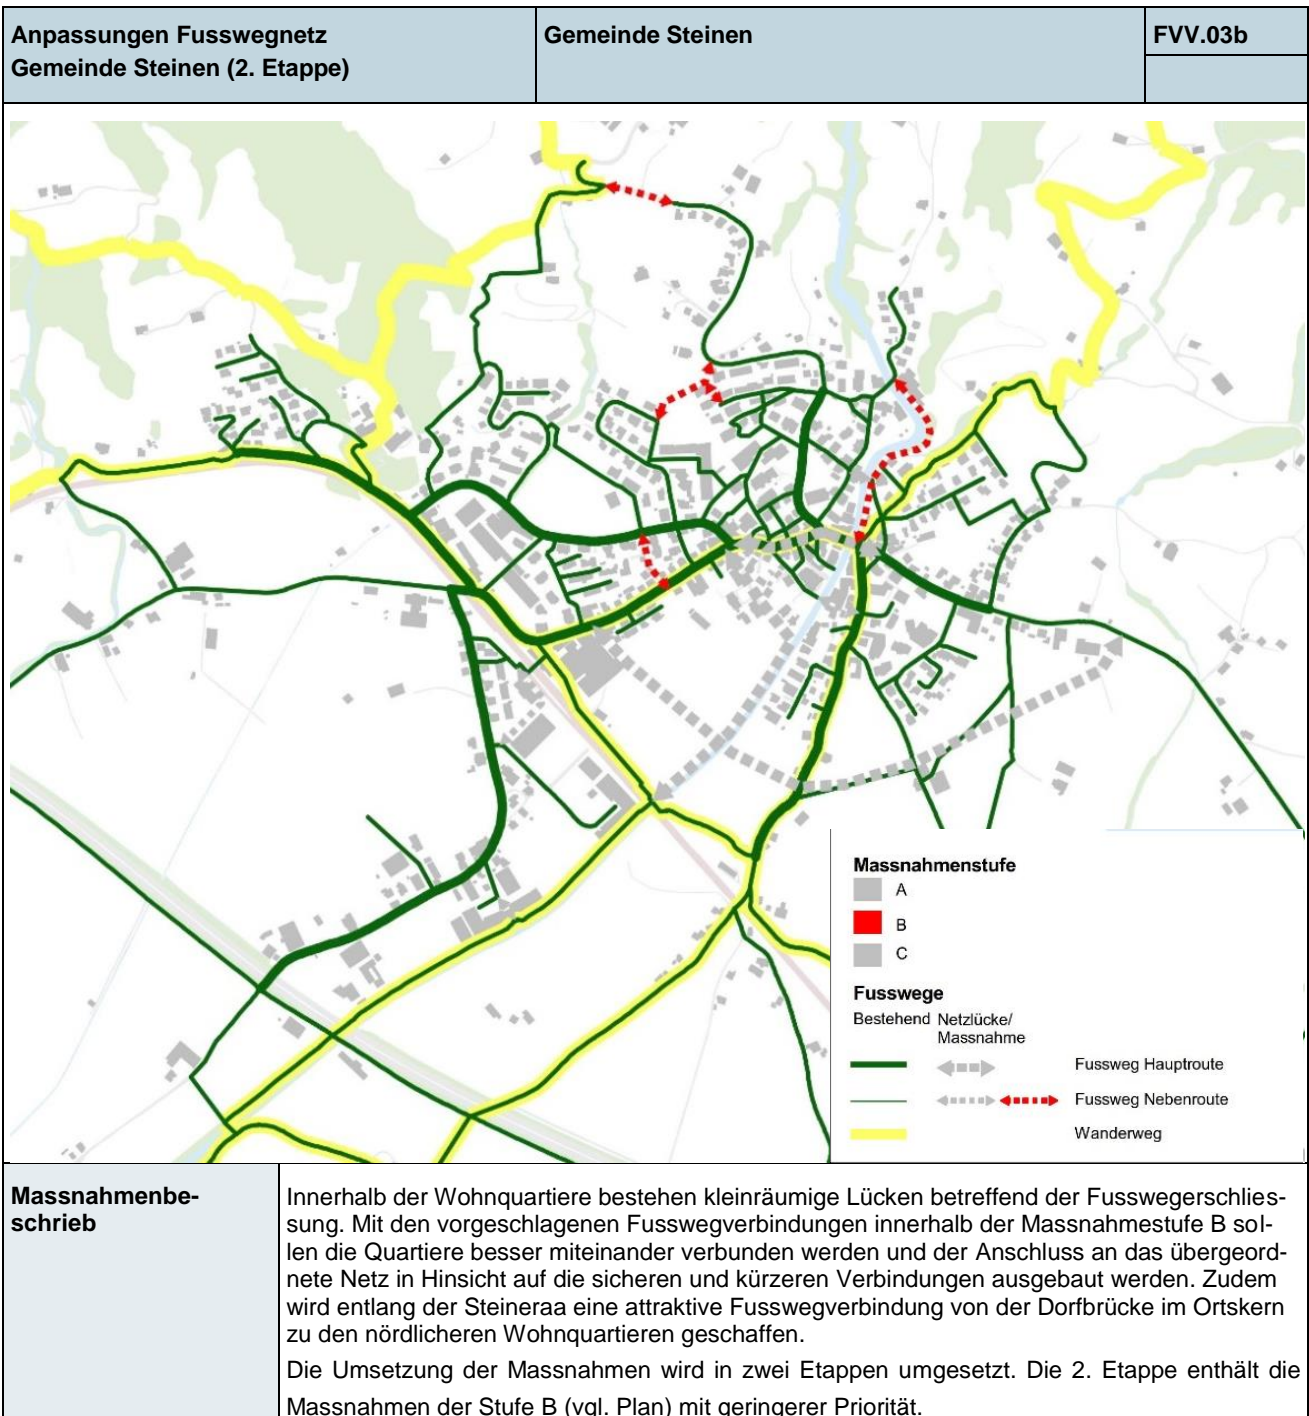 Anpassungen Fusswegnetz
Gemeinde Steinen (2. Etappe)
Gemeinde Steinen
FVV.03b
Massnahmenstufe
A
B
C
Fusswege
Bestehend Netzlücke/
Massnahme
Fussweg Hauptroute
Fussweg Nebenroute
Wanderweg
Massnahmenbe-
schrieb
Innerhalb der Wohnquartiere bestehen kleinräumige Lücken betreffend der Fusswegerschlies-
sung. Mit den vorgeschlagenen Fusswegverbindungen innerhalb der Massnahmestufe B sol-
len die Quartiere besser miteinander verbunden werden und der Anschluss an das übergeord-
nete Netz in Hinsicht auf die sicheren und kürzeren Verbindungen ausgebaut werden. Zudem
wird entlang der Steineraa eine attraktive Fusswegverbindung von der Dorfbrücke im Ortskern
zu den nördlicheren Wohnquartieren geschaffen.
Die Umsetzung der Massnahmen wird in zwei Etappen umgesetzt. Die 2. Etappe enthält die
Massnahmen der Stufe B (vgl. Plan) mit geringerer Priorität.